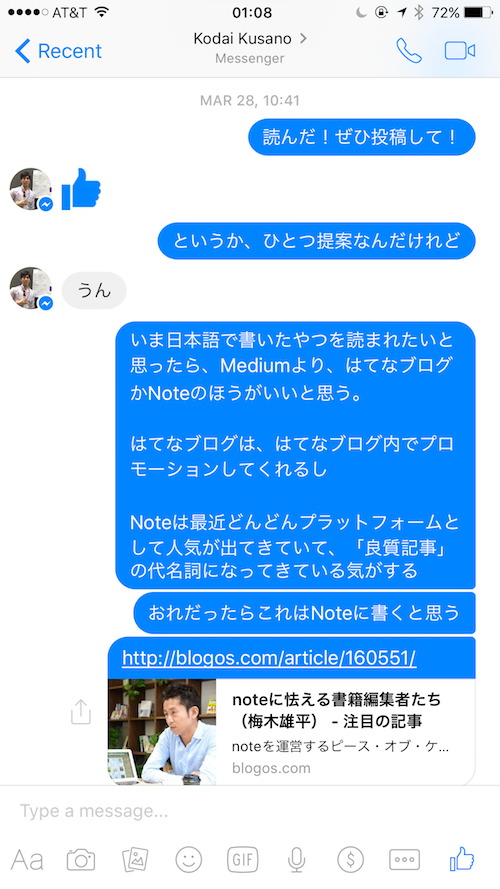 AT&T
01:08
72%
Recent
Kodai Kusano
Messenger
MAR 28, 10:41
読んだ！ぜひ投稿して！
というか、ひとつ提案なんだけれど
うん
いま日本語で書いたやつを読まれたいと
思ったら、Mediumより、はてなブログ
かNoteのほうがいいと思う。
はてなブログは、はてなブログ内でプロ
モーションしてくれるし
Noteは最近どんどんプラットフォームと
して人気が出てきていて、「良質記事」
の代名詞になってきている気がする
おれだったらこれはNoteに書くと思う
http://blogos.com/article/160551/
noteに怯える書籍編集者たち
（梅木雄平） - 注目の記事
noteを運営するピース・オブ・ケ...
blogos.com
Type a message...
Aa
GIF
$